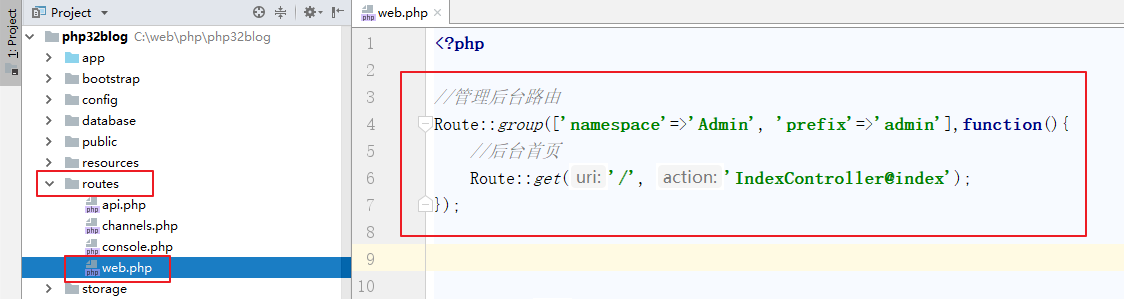 1: Project
Project
php32blog C:\web\php\php32blog
app
bootstrap
config
database
public
resources
routes
api.php
channels.php
console.php
web.php
storage
web.php
1 <?php
2
3 //管理后台路由
4 Route::group(['namespace'=>'Admin', 'prefix'=>'admin'],function(){
5 //后台首页
6 Route::get( uri: '/', action: 'IndexController@index');
7 });
8
9
10